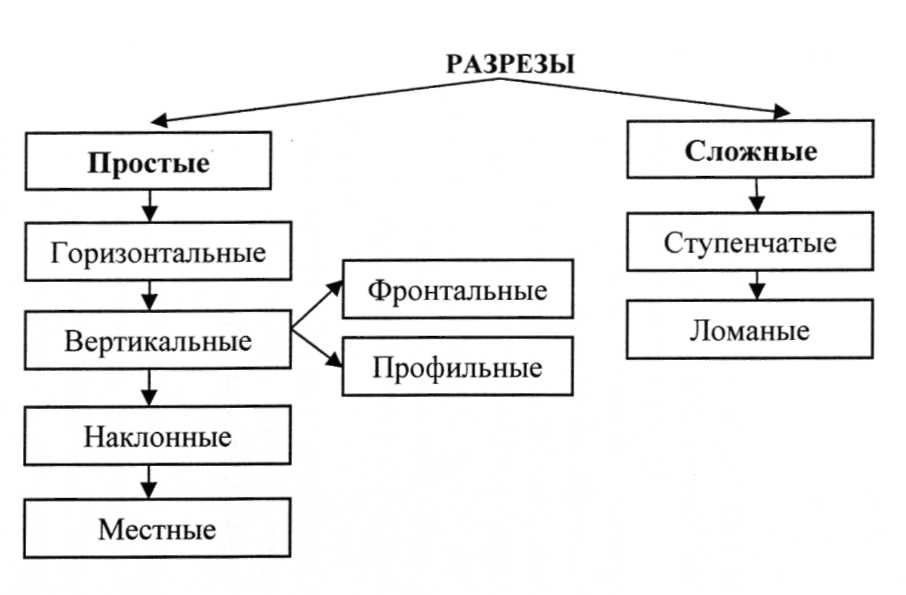 РАЗРЕЗЫ
Простые
Горизонтальные
Вертикальные
Фронтальные
Профильные
Наклонные
Местные
Сложные
Ступенчатые
Ломаные